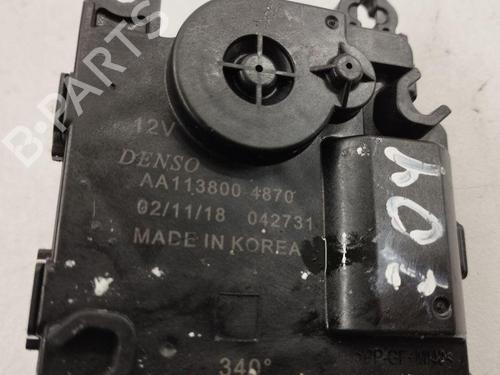 B-PARTS
12V
DENSO
AA113800 4870
02/11/18 042731
MADE IN KOREA
340°